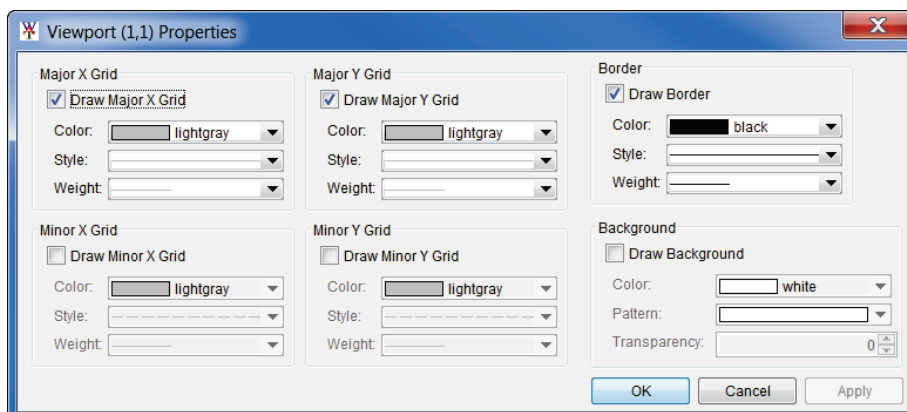 Viewport (1,1) Properties
Major X Grid
Draw Major X Grid
Color: lightgray
Style:
Weight:
Major Y Grid
Draw Major Y Grid
Color: lightgray
Style:
Weight:
Border
Draw Border
Color: black
Style:
Weight:
Minor X Grid
Draw Minor X Grid
Color: lightgray
Style:
Weight:
Minor Y Grid
Draw Minor Y Grid
Color: lightgray
Style:
Weight:
Background
Draw Background
Color: white
Pattern:
Transparency: 0
OK Cancel Apply